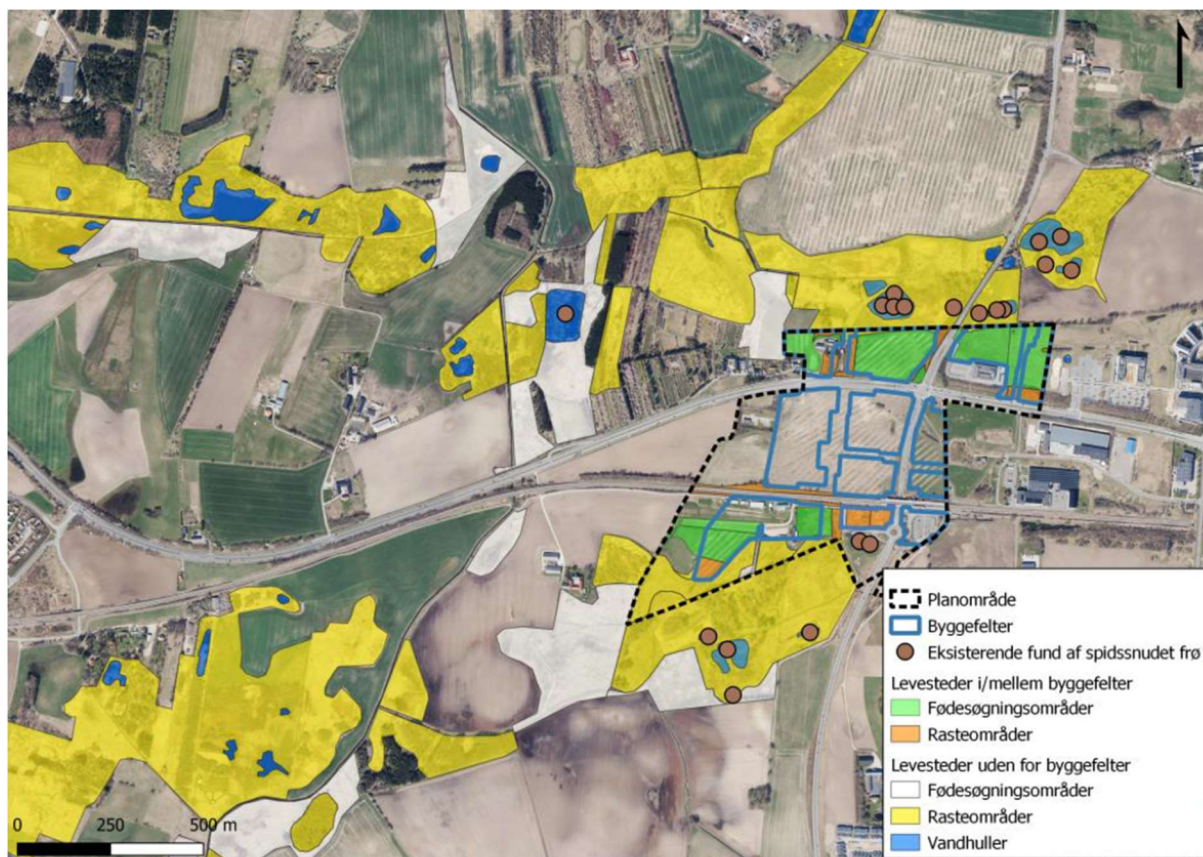 Planområde
Byggefelter
Eksisterende fund af spidssnudet frø
Levesteder i/mellem byggefelter
Fødesøgningsområder
Rasteområder
Levesteder uden for byggefelter
Fødesøgningsområder
Rasteområder
Vandhuller
0 250 500 m